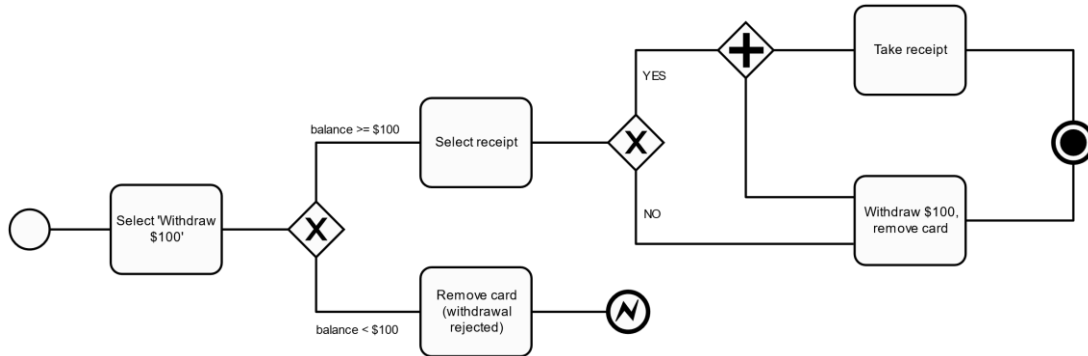 YES
Take receipt
balance >= $100
Select receipt
Select 'Withdraw
$100'
NO
Withdraw $100,
remove card
Remove card
(withdrawal
rejected)
balance < $100